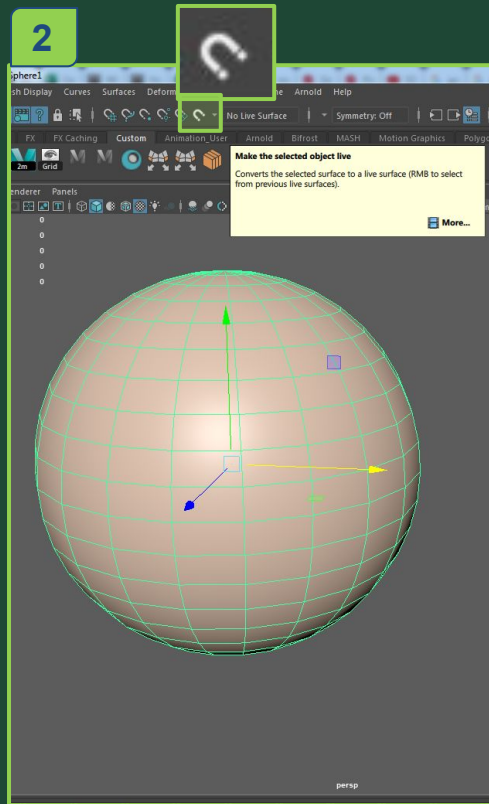 2
phere1
sh Display Curves Surfaces Deform ne Arnold Help
No Live Surface Symmetry: Off
FX FX Caching Custom Animation_User Arnold Bifrost MASH Motion Graphics Polygo
2m Grid
Make the selected object live
Converts the selected surface to a live surface (RMB to select
from previous live surfaces).
More...
enderer Panels
0
0
0
0
0
persp